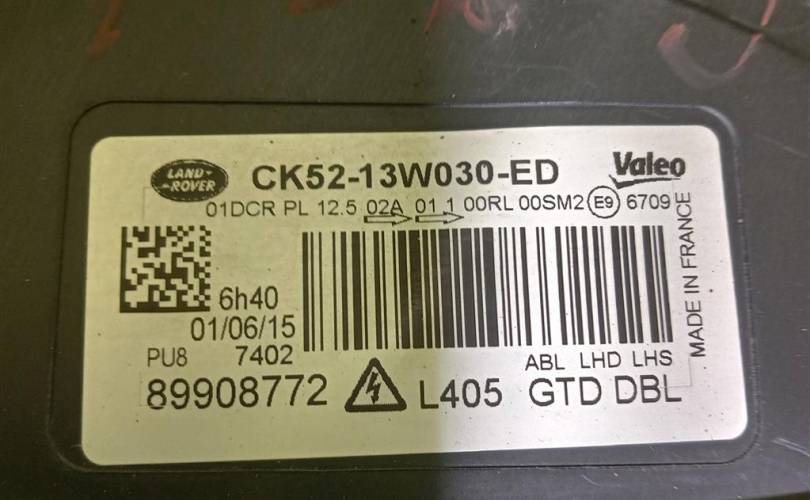 LAND-
-ROVER
CK52-13W030-ED
Valeo
01DCR PL 12.5 02A 01 1 00RL 00SM2 E9 6709
MADE IN FRANCE
6h40
01/06/15
PU8 7402
ABL LHD LHS
89908772 L405 GTD DBL